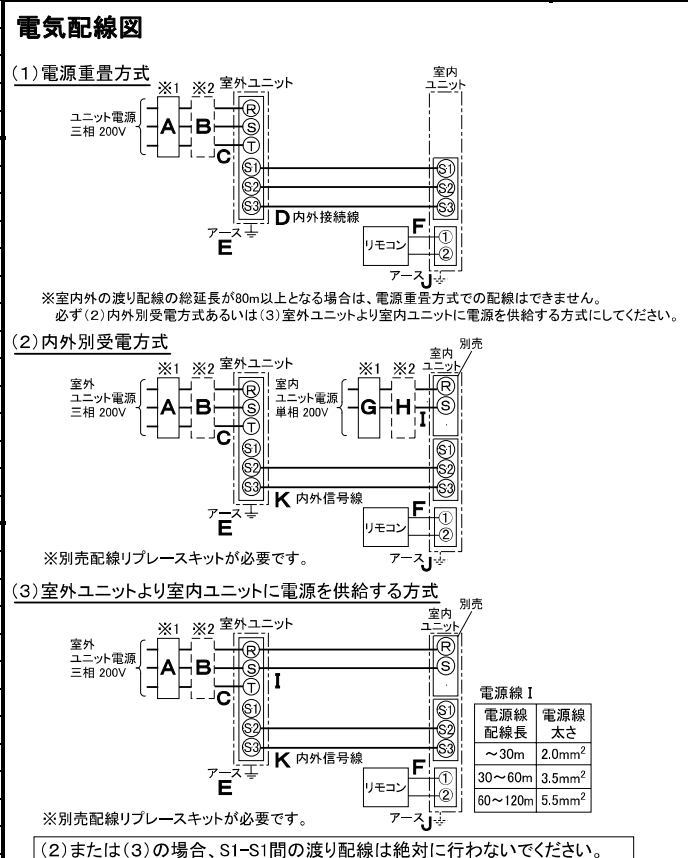 電気配線図
(1)電源重畳方式
※1 ※2 室外ユニット
室内
ユニット
ユニット電源
三相 200V
A B C
R
S
T
S1
S2
S3
S1
S2
S3
D 内外接続線
アース
E
F
リモコン
①
②
アース J
※室内外の渡り配線の総延長が80m以上となる場合は、電源重畳方式での配線はできません。
必ず(2)内外別受電方式あるいは(3)室外ユニットより室内ユニットに電源を供給する方式にしてください。
(2)内外別受電方式
※1 ※2 室外ユニット
※1 ※2
室内
ユニット
別売
室外
ユニット電源
三相 200V
A B C
R
S
T
S1
S2
S3
室内
ユニット電源
単相 200V
G H I
R
S
S1
S2
S3
K 内外信号線
アース
E
F
リモコン
①
②
アース J
※別売配線リプレースキットが必要です。
(3)室外ユニットより室内ユニットに電源を供給する方式
※1 ※2 室外ユニット
室内
ユニット
別売
室外
ユニット電源
三相 200V
A B C
R
S
T
S1
S2
S3
I
R
S
S1
S2
S3
K 内外信号線
アース
E
F
リモコン
①
②
アース J
電源線 I
電源線
配線長
電源線
太さ
～30m 2.0mm²
30～60m 3.5mm²
60～120m 5.5mm²
※別売配線リプレースキットが必要です。
(2)または(3)の場合、S1-S1間の渡り配線は絶対に行わないでください。